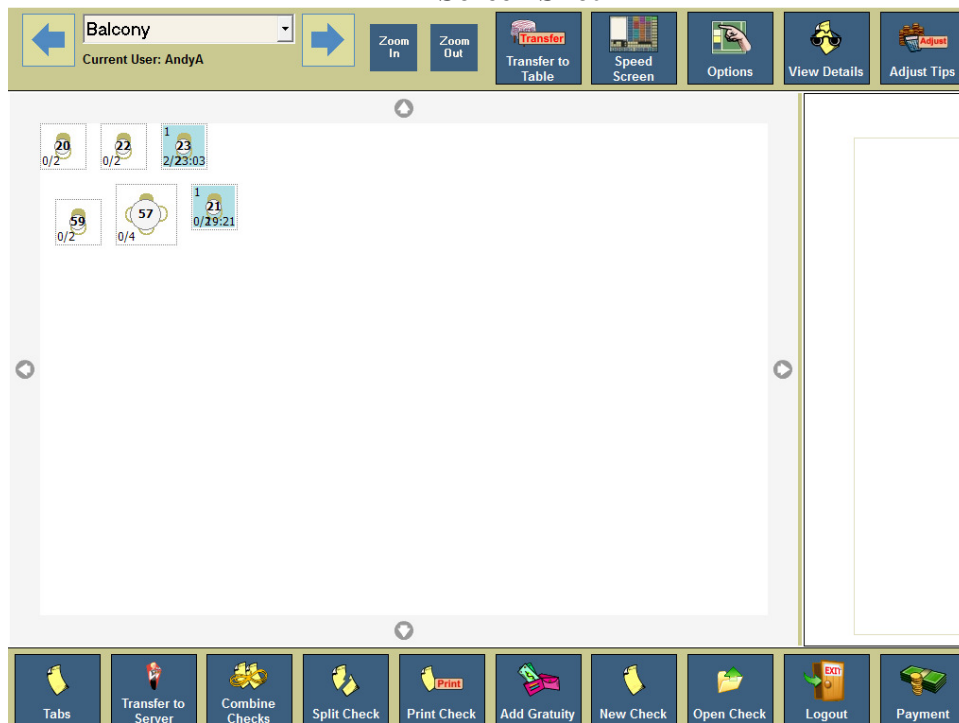 Balcony
Current User: AndyA
Zoom
In
Zoom
Out
Transfer
Transfer to
Table
Speed
Screen
Options
View Details
Adjust
Adjust Tips
20
0/2
22
0/2
1
23
2/23:03
59
0/2
57
0/4
1
21
Tabs
Transfer to
Server
Combine
Checks
Split Check
Print
Print Check
Add Gratuity
New Check
Open Check
EXIT
Logout
Payment